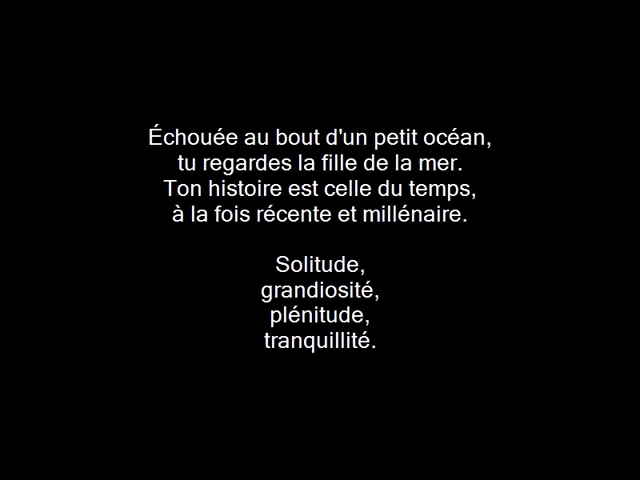 Échouée au bout d'un petit océan,
tu regardes la fille de la mer.
Ton histoire est celle du temps,
à la fois récente et millénaire.
Solitude,
grandiosité,
plénitude,
tranquillité.